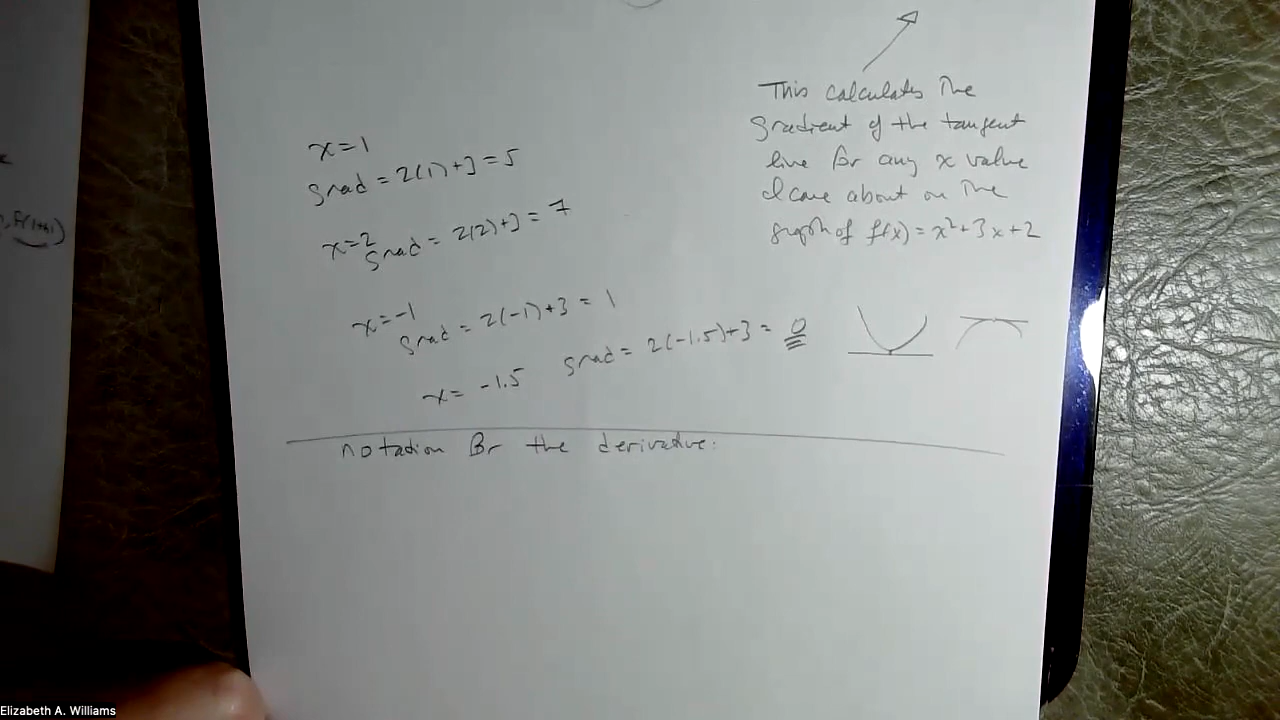 This calculates The
gradient of the tangent
line for any x value
I care about on The
graph of f(x) = x²+3x+2
x=1
grad = 2(1)+3 = 5
x=2
grad = 2(2)+3 = 7
x=-1
grad = 2(-1)+3 = 1
x= -1.5 grad = 2(-1.5)+3 = 0
notation for the derivative:
Elizabeth A. Williams